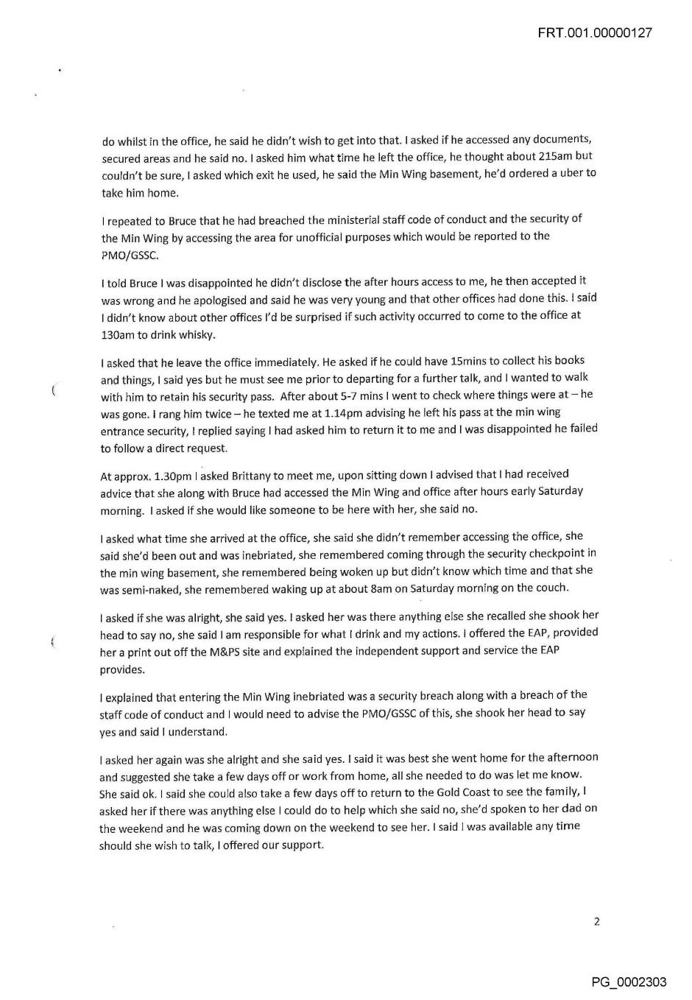 FRT.001.00000127
do whilst in the office, he said he didn't wish to get into that. I asked if he accessed any documents,
secured areas and he said no. I asked him what time he left the office, he thought about 215am but
couldn't be sure, I asked which exit he used, he said the Min Wing basement, he'd ordered a uber to
take him home.
I repeated to Bruce that he had breached the ministerial staff code of conduct and the security of
the Min Wing by accessing the area for unofficial purposes which would be reported to the
PMO/GSSC.
I told Bruce I was disappointed he didn't disclose the after hours access to me, he then accepted it
was wrong and he apologised and said he was very young and that other offices had done this. I said
I didn't know about other offices I'd be surprised if such activity occurred to come to the office at
130am to drink whisky.
I asked that he leave the office immediately. He asked if he could have 15mins to collect his books
and things, I said yes but he must see me prior to departing for a further talk, and I wanted to walk
with him to retain his security pass. After about 5-7 mins I went to check where things were at – he
was gone. I rang him twice – he texted me at 1.14pm advising he left his pass at the min wing
entrance security, I replied saying I had asked him to return it to me and I was disappointed he failed
to follow a direct request.
At approx. 1.30pm I asked Brittany to meet me, upon sitting down I advised that I had received
advice that she along with Bruce had accessed the Min Wing and office after hours early Saturday
morning. I asked if she would like someone to be here with her, she said no.
I asked what time she arrived at the office, she said she didn't remember accessing the office, she
said she'd been out and was inebriated, she remembered coming through the security checkpoint in
the min wing basement, she remembered being woken up but didn't know which time and that she
was semi-naked, she remembered waking up at about 8am on Saturday morning on the couch.
I asked if she was alright, she said yes. I asked her was there anything else she recalled she shook her
head to say no, she said I am responsible for what I drink and my actions. I offered the EAP, provided
her a print out off the M&PS site and explained the independent support and service the EAP
provides.
I explained that entering the Min Wing inebriated was a security breach along with a breach of the
staff code of conduct and I would need to advise the PMO/GSSC of this, she shook her head to say
yes and said I understand.
I asked her again was she alright and she said yes. I said it was best she went home for the afternoon
and suggested she take a few days off or work from home, all she needed to do was let me know.
She said ok. I said she could also take a few days off to return to the Gold Coast to see the family, I
asked her if there was anything else I could do to help which she said no, she'd spoken to her dad on
the weekend and he was coming down on the weekend to see her. I said I was available any time
should she wish to talk, I offered our support.
2
PG_0002303